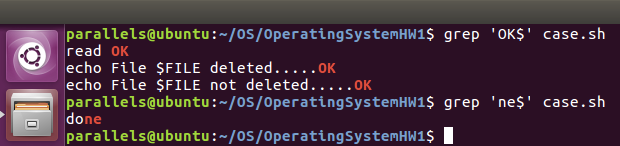 parallels@ubuntu:~/OS/OperatingSystemHW1$ grep 'OK$' case.sh
read OK
echo File $FILE deleted.....OK
echo File $FILE not deleted.....OK
parallels@ubuntu:~/OS/OperatingSystemHW1$ grep 'ne$' case.sh
done
parallels@ubuntu:~/OS/OperatingSystemHW1$